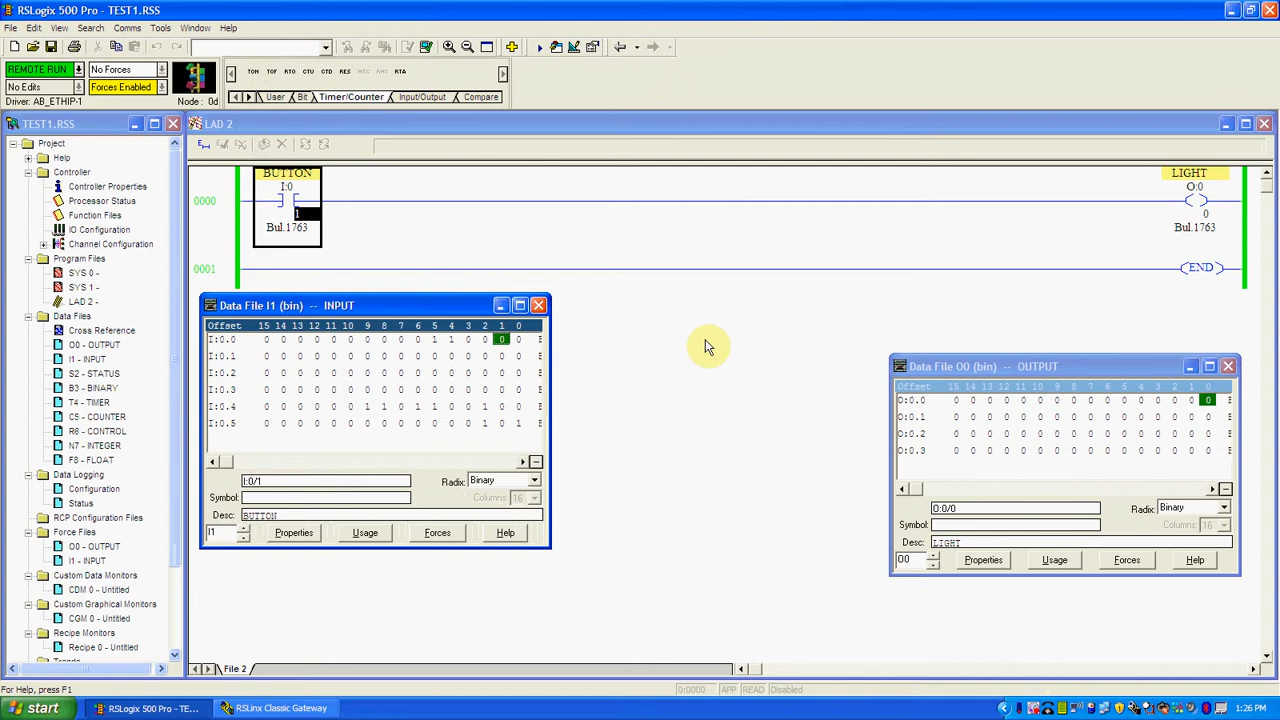 RSLogix 500 Pro - TEST1.RSS
File Edit View Search Comms Tools Window Help
REMOTE RUN No Forces
No Edits Forces Enabled
Driver: AB_ETHIP-1 Node : 0d
TON TOF RTO CTU CTD RES HSC RHC RTA
User Bit Timer/Counter Input/Output Compare
TEST1.RSS
Project
Help
Controller
Controller Properties
Processor Status
Function Files
IO Configuration
Channel Configuration
Program Files
SYS 0 -
SYS 1 -
LAD 2 -
Data Files
Cross Reference
O0 - OUTPUT
I1 - INPUT
S2 - STATUS
B3 - BINARY
T4 - TIMER
C5 - COUNTER
R6 - CONTROL
N7 - INTEGER
F8 - FLOAT
Data Logging
Configuration
Status
RCP Configuration Files
Force Files
O0 - OUTPUT
I1 - INPUT
Custom Data Monitors
CDM 0 - Untitled
Custom Graphical Monitors
CGM 0 - Untitled
Recipe Monitors
Recipe 0 - Untitled
LAD 2
BUTTON LIGHT
I:0 O:0
0000
1 0
Bul.1763 Bul.1763
0001 END
Data File I1 (bin) -- INPUT
Offset 15 14 13 12 11 10 9 8 7 6 5 4 3 2 1 0
I:0.0 0 0 0 0 0 0 0 0 0 0 1 1 0 0 0 0
I:0.1 0 0 0 0 0 0 0 0 0 0 0 0 0 0 0 0
I:0.2 0 0 0 0 0 0 0 0 0 0 0 0 0 0 0 0
I:0.3 0 0 0 0 0 0 0 0 0 0 0 0 0 0 0 0
I:0.4 0 0 0 0 0 0 1 1 0 1 1 0 0 1 0 0
I:0.5 0 0 0 0 0 0 0 0 0 0 0 0 0 1 0 1
I:0/1 Radix: Binary
Symbol: Columns: 16
Desc: BUTTON
I1 Properties Usage Forces Help
Data File O0 (bin) -- OUTPUT
Offset 15 14 13 12 11 10 9 8 7 6 5 4 3 2 1 0
O:0.0 0 0 0 0 0 0 0 0 0 0 0 0 0 0 0 0
O:0.1 0 0 0 0 0 0 0 0 0 0 0 0 0 0 0 0
O:0.2 0 0 0 0 0 0 0 0 0 0 0 0 0 0 0 0
O:0.3 0 0 0 0 0 0 0 0 0 0 0 0 0 0 0 0
O:0/0 Radix: Binary
Symbol: Columns: 16
Desc: LIGHT
O0 Properties Usage Forces Help
File 2
For Help, press F1 0:0000 APP READ Disabled
start RSLogix 500 Pro - TE... RSLinx Classic Gateway 1:26 PM